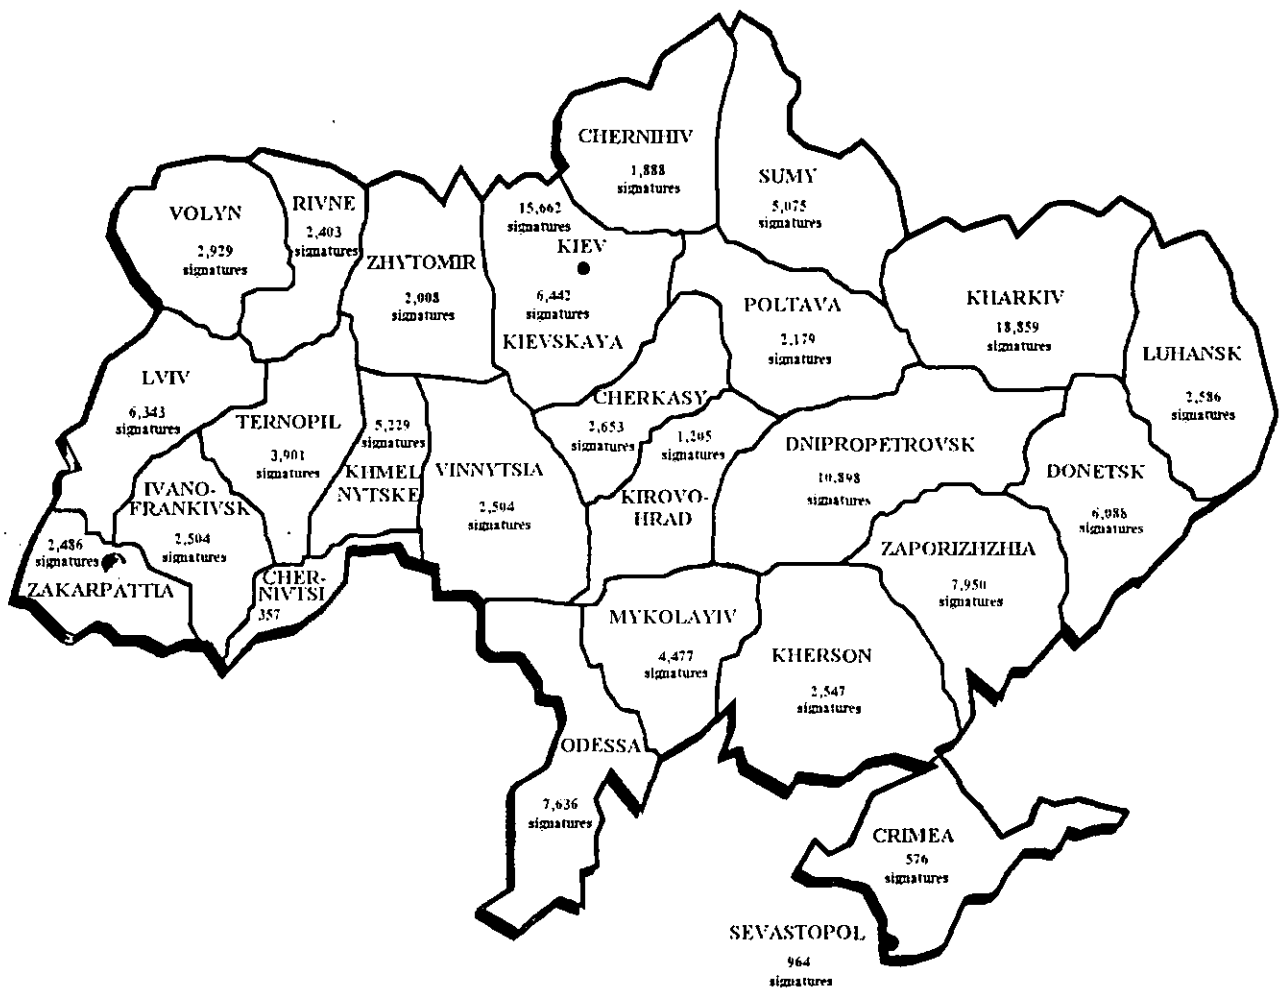 CHERNIHIV
1,888
signatures
SUMY
5,075
signatures
VOLYN
2,929
signatures
RIVNE
2,403
signatures
ZHYTOMIR
2,008
signatures
15,662
signatures
KIEV
6,442
signatures
KIEVSKAYA
POLTAVA
2,179
signatures
KHARKIV
18,859
signatures
LUHANSK
2,586
signatures
LVIV
6,343
signatures
TERNOPIL
3,901
signatures
5,229
signatures
KHMEL
NYTSKE
VINNYTSIA
2,504
signatures
CHERKASY
2,653
signatures
1,205
signatures
KIROVO-
HRAD
DNIPROPETROVSK
10,898
signatures
DONETSK
6,088
signatures
IVANO-
FRANKIVSK
2,504
signatures
2,486
signatures
ZAKARPATTIA
CHER-
NIVTSI
357
ZAPORIZHZHIA
7,950
signatures
MYKOLAYIV
4,477
signatures
KHERSON
2,547
signatures
ODESSA
7,636
signatures
CRIMEA
576
signatures
SEVASTOPOL
964
signatures